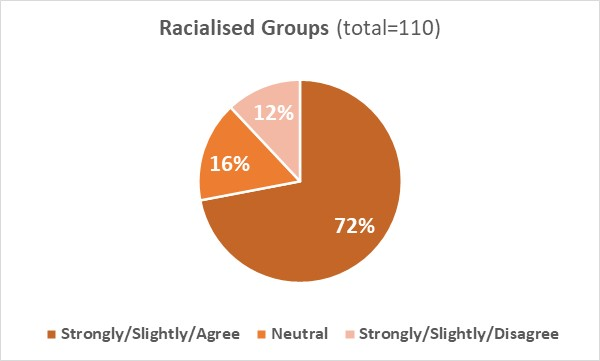 Racialised Groups (total=110)
12%
16%
72%
Strongly/Slightly/Agree Neutral Strongly/Slightly/Disagree